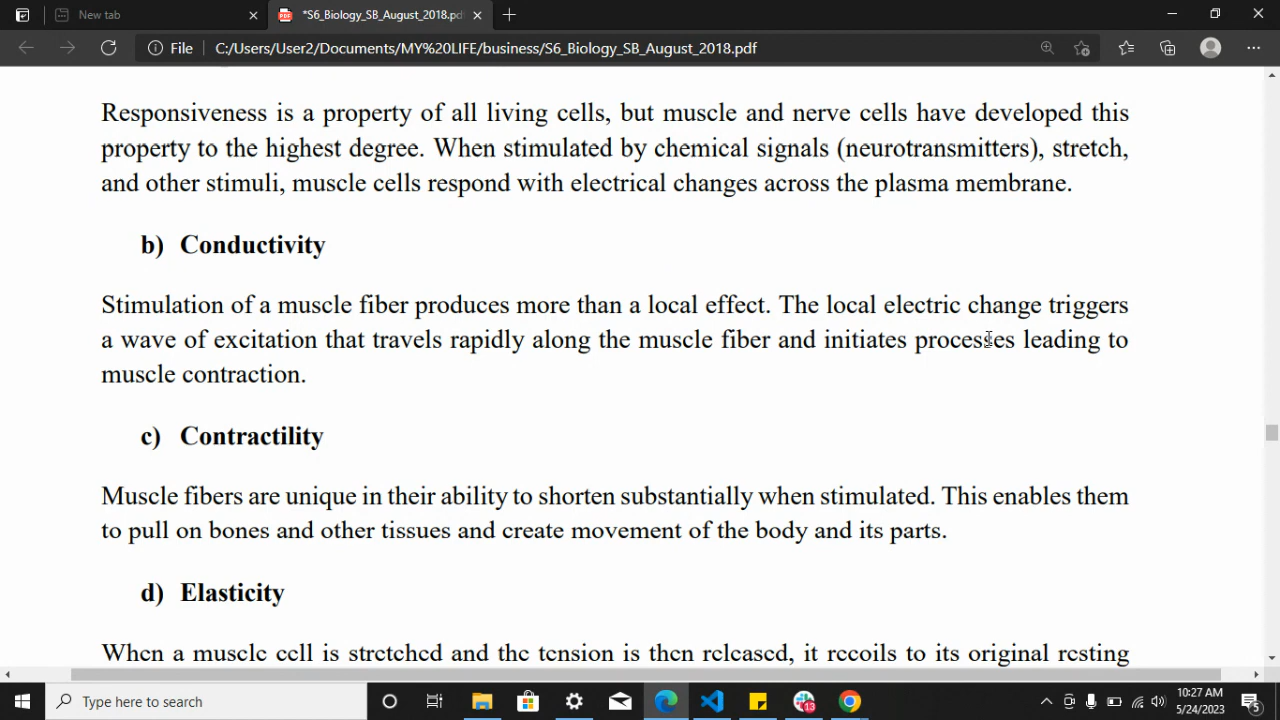 New tab
*S6_Biology_SB_August_2018.pd
File
C:/Users/User2/Documents/MY%20LIFE/business/S6_Biology_SB_August_2018.pdf
Responsiveness is a property of all living cells, but muscle and nerve cells have developed this
property to the highest degree. When stimulated by chemical signals (neurotransmitters), stretch,
and other stimuli, muscle cells respond with electrical changes across the plasma membrane.
b) Conductivity
Stimulation of a muscle fiber produces more than a local effect. The local electric change triggers
a wave of excitation that travels rapidly along the muscle fiber and initiates processes leading to
muscle contraction.
c) Contractility
Muscle fibers are unique in their ability to shorten substantially when stimulated. This enables them
to pull on bones and other tissues and create movement of the body and its parts.
d) Elasticity
When a muscle cell is stretched and the tension is then released, it recoils to its original resting
Type here to search
13
10:27 AM
5/24/2023
5